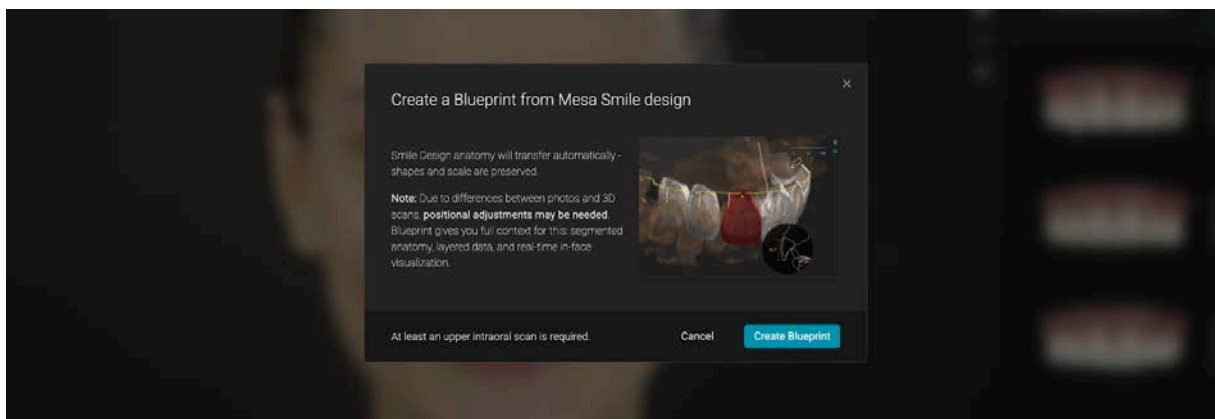 Create a Blueprint from Mesa Smile design
Smile Design anatomy will transfer automatically -
shapes and scale are preserved.
Note: Due to differences between photos and 3D
scans, positional adjustments may be needed.
Blueprint gives you full context for this: segmented
anatomy, layered data, and real-time in-face
visualization.
At least an upper intraoral scan is required.
Cancel
Create Blueprint